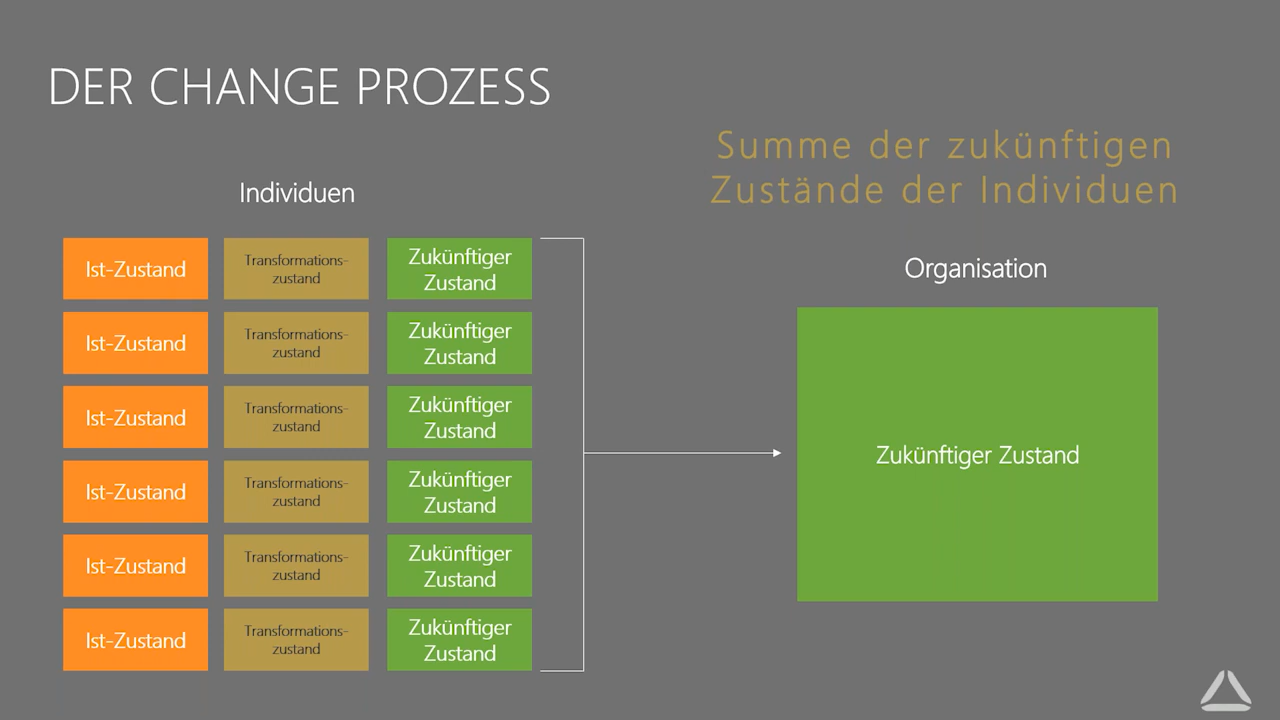 DER CHANGE PROZESS
Summe der zukünftigen
Zustände der Individuen
Individuen
Organisation
Ist-Zustand
Transformations-
zustand
Zukünftiger
Zustand
Ist-Zustand
Transformations-
zustand
Zukünftiger
Zustand
Ist-Zustand
Transformations-
zustand
Zukünftiger
Zustand
Ist-Zustand
Transformations-
zustand
Zukünftiger
Zustand
Ist-Zustand
Transformations-
zustand
Zukünftiger
Zustand
Ist-Zustand
Transformations-
zustand
Zukünftiger
Zustand
Zukünftiger Zustand